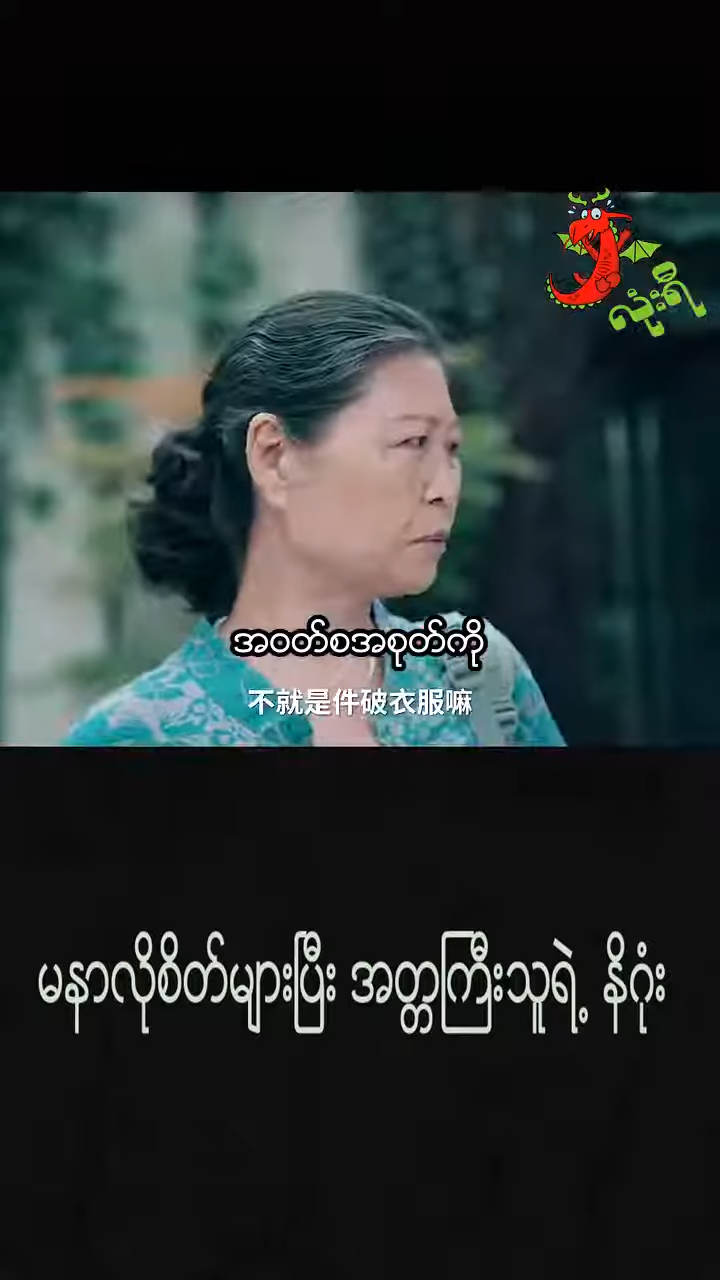 လုံးရီ
အဝတ်စအစုတ်ကို
不就是件破衣服嘛
မနာလိုစိတ်များပြီး အတ္တကြီးသူရဲ့ နိဂုံး